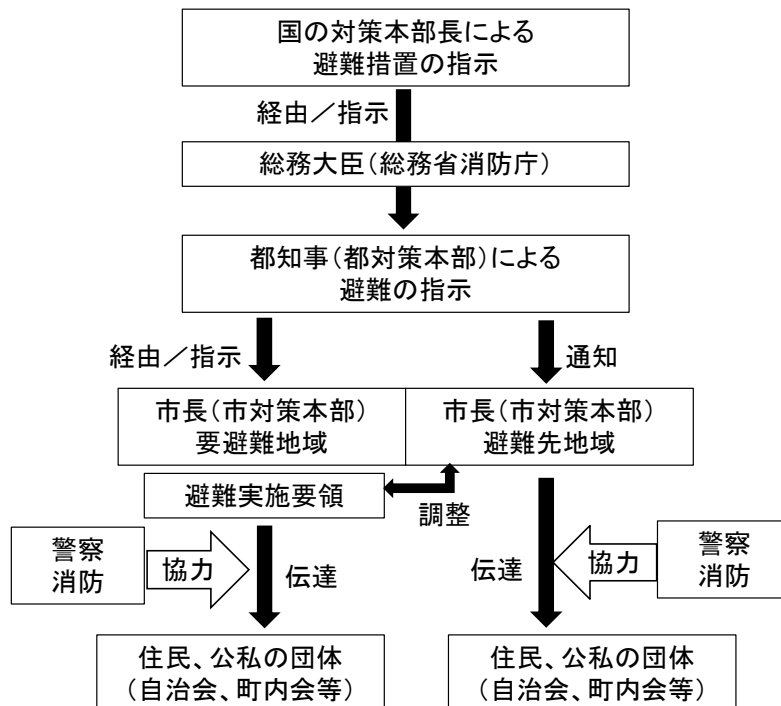 国の対策本部長による
避難措置の指示
経由／指示
総務大臣（総務省消防庁）
都知事（都対策本部）による
避難の指示
経由／指示
通知
市長（市対策本部）
要避難地域
市長（市対策本部）
避難先地域
避難実施要領
調整
警察
消防
協力
伝達
伝達
協力
警察
消防
住民、公私の団体
（自治会、町内会等）
住民、公私の団体
（自治会、町内会等）